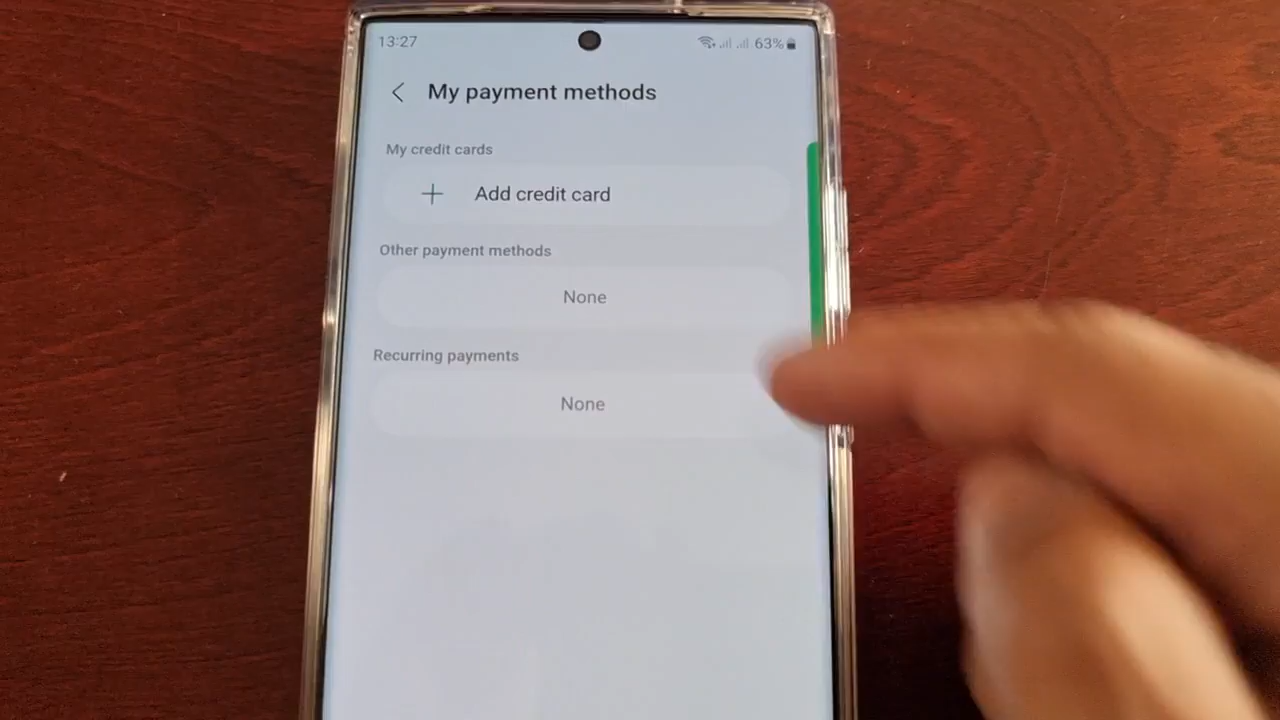 13:27
63%
My payment methods
My credit cards
Add credit card
Other payment methods
None
Recurring payments
None